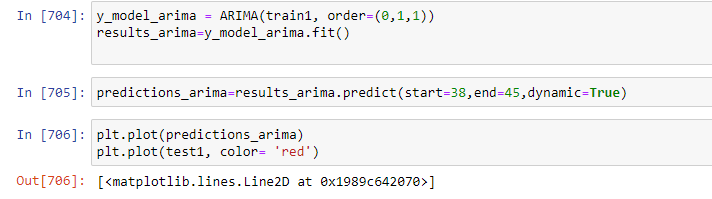 In [704]: y_model_arima = ARIMA(train1, order=(0,1,1))
results_arima=y_model_arima.fit()
In [705]: predictions_arima=results_arima.predict(start=38,end=45,dynamic=True)
In [706]: plt.plot(predictions_arima)
plt.plot(test1, color= 'red')
Out[706]: [<matplotlib.lines.Line2D at 0x1989c642070>]